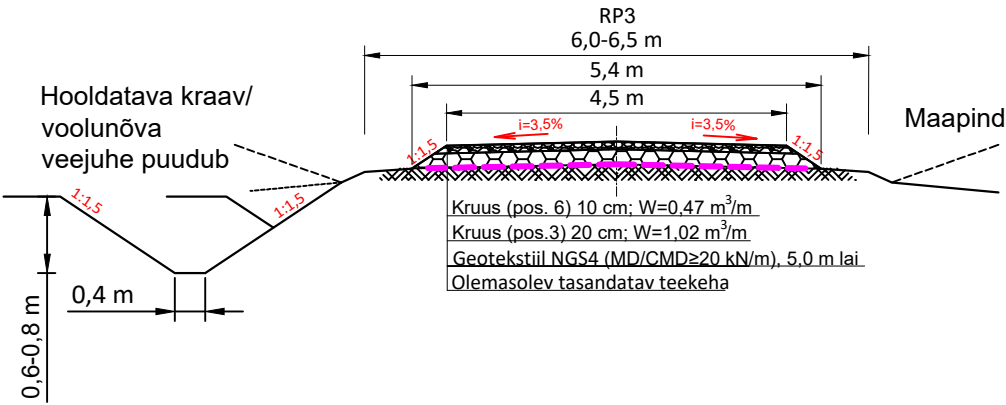 RP3
6,0-6,5 m
5,4 m
4,5 m
i=3,5%
i=3,5%
Hooldatava kraav/
voolunõva
veejuhe puudub
Maapind
1:1,5
1:1,5
1:1,5
1:1,5
Kruus (pos. 6) 10 cm; W=0,47 m³/m
Kruus (pos.3) 20 cm; W=1,02 m³/m
Geotekstiil NGS4 (MD/CMD≥20 kN/m), 5,0 m lai
Olemasolev tasandatav teekeha
0,4 m
0,6-0,8 m